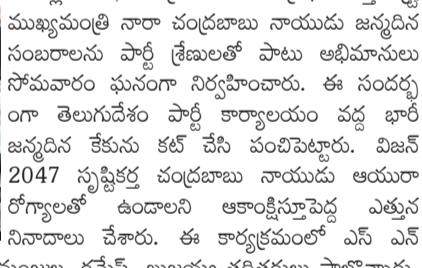 ముఖ్యమంత్రి నారా చంద్రబాబు నాయుడు జన్మదిన
సంబరాలను పార్టీ శ్రేణులతో పాటు అభిమానులు
సోమవారం ఘనంగా నిర్వహించారు. ఈ సందర్భ
ంగా తెలుగుదేశం పార్టీ కార్యాలయం వద్ద భారీ
జన్మదిన కేకును కట్ చేసి పంచిపెట్టారు. విజన్
2047 సృష్టికర్త చంద్రబాబు నాయుడు ఆయురా
రోగ్యాలతో ఉండాలని ఆకాంక్షిస్తూపెద్ద ఎత్తున
నినాదాలు చేశారు. ఈ కార్యక్రమంలో ఎస్ ఎన్